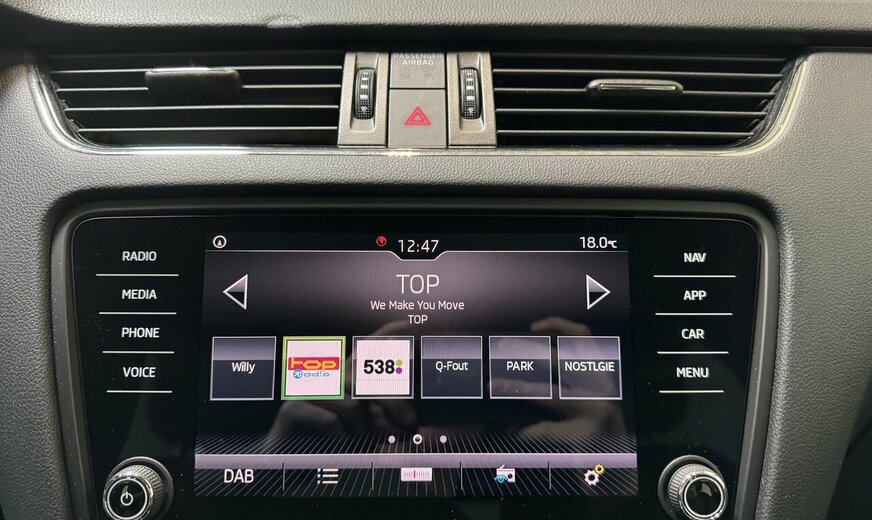 PASSENGER
AIRBAG
RADIO
MEDIA
PHONE
VOICE
12:47
18.0°C
TOP
We Make You Move
TOP
Willy
top
radio
538
Q-Fout
PARK
NOSTLGIE
DAB
NAV
APP
CAR
MENU